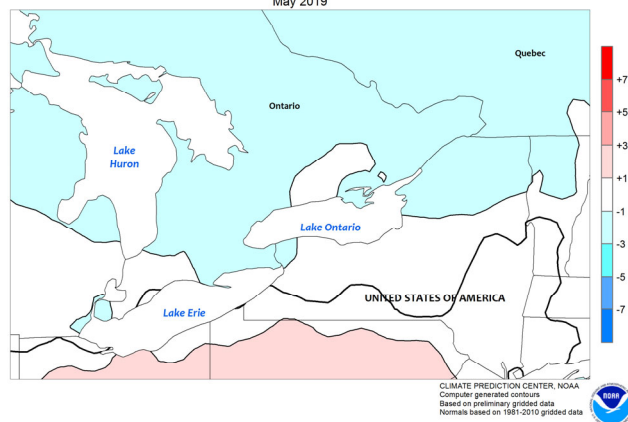 May 2019
Quebec
Ontario
Lake
Huron
Lake Ontario
Lake Erie
UNITED STATES OF AMERICA
+7
+5
+3
+1
-1
-3
-5
-7
CLIMATE PREDICTION CENTER, NOAA
Computer generated contours
Based on preliminary gridded data
Normals based on 1981-2010 gridded data
NOAA